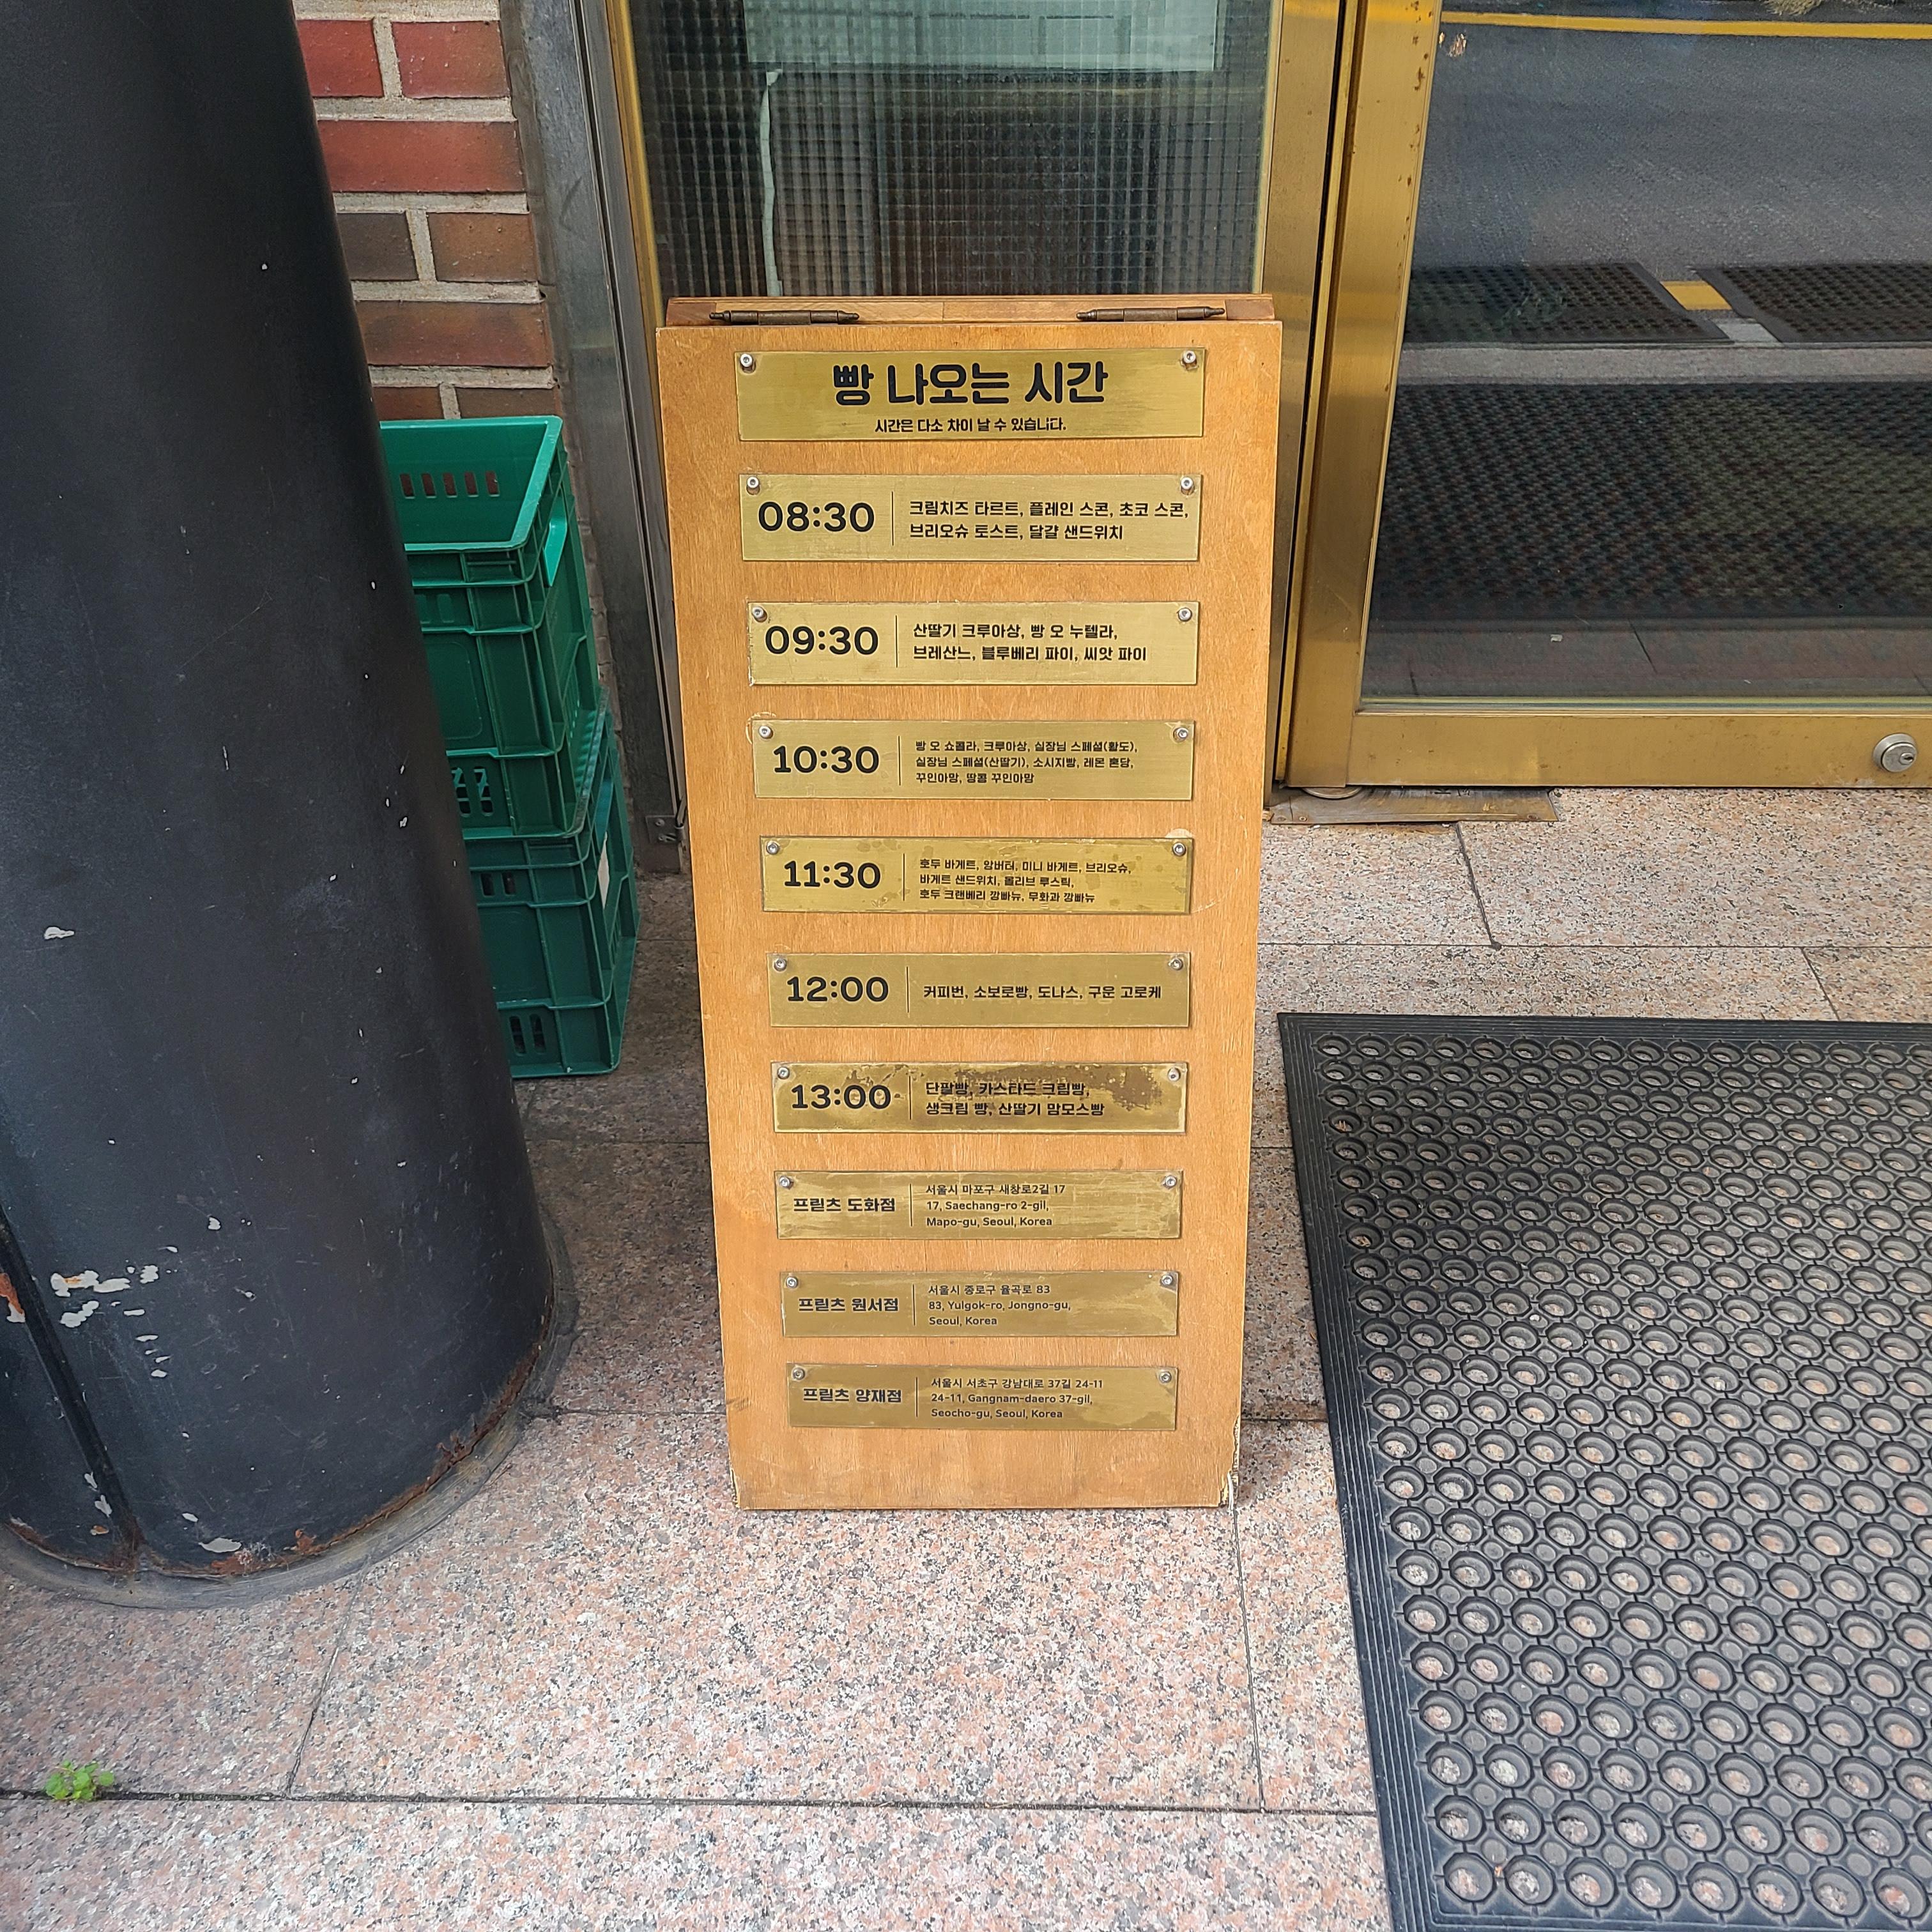 빵 나오는 시간
시간은 다소 차이 날 수 있습니다.
08:30
크림치즈 타르트, 플레인 스콘, 초코 스콘,
브리오슈 토스트, 달걀 샌드위치
09:30
산딸기 크루아상, 빵 오 누텔라,
브레산느, 블루베리 파이, 씨앗 파이
10:30
빵 오 쇼콜라, 크루아상, 실장님 스페셜(황도),
실장님 스페셜(산딸기), 소시지빵, 레몬 혼당,
꾸인아망, 땅콩 꾸인아망
11:30
호두 바게트, 앙버터, 미니 바게트, 브리오슈,
바게트 샌드위치, 올리브 루스틱,
호두 크랜베리 깡빠뉴, 무화과 깡빠뉴
12:00
커피번, 소보로빵, 도나스, 구운 고로케
13:00
단팥빵, 카스타드 크림빵,
생크림 빵, 산딸기 맘모스빵
프릳츠 도화점
서울시 마포구 새창로2길 17
17, Saechang-ro 2-gil,
Mapo-gu, Seoul, Korea
프릳츠 원서점
서울시 종로구 율곡로 83
83, Yulgok-ro, Jongno-gu,
Seoul, Korea
프릳츠 양재점
서울시 서초구 강남대로 37길 24-11
24-11, Gangnam-daero 37-gil,
Seocho-gu, Seoul, Korea